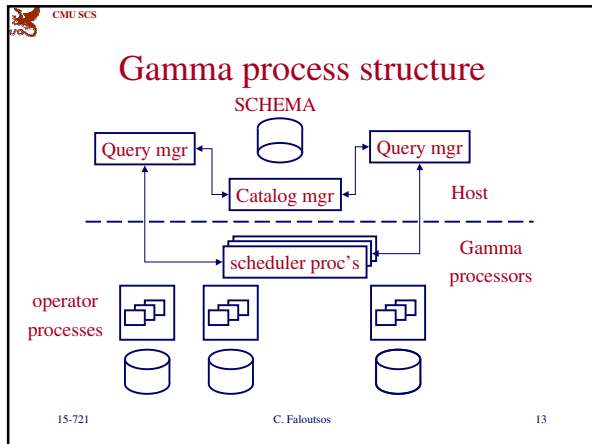 CMU SCS
Gamma process structure
SCHEMA
Query mgr
Query mgr
Catalog mgr
Host
scheduler proc's
Gamma
processors
operator
processes
15-721
C. Faloutsos
13